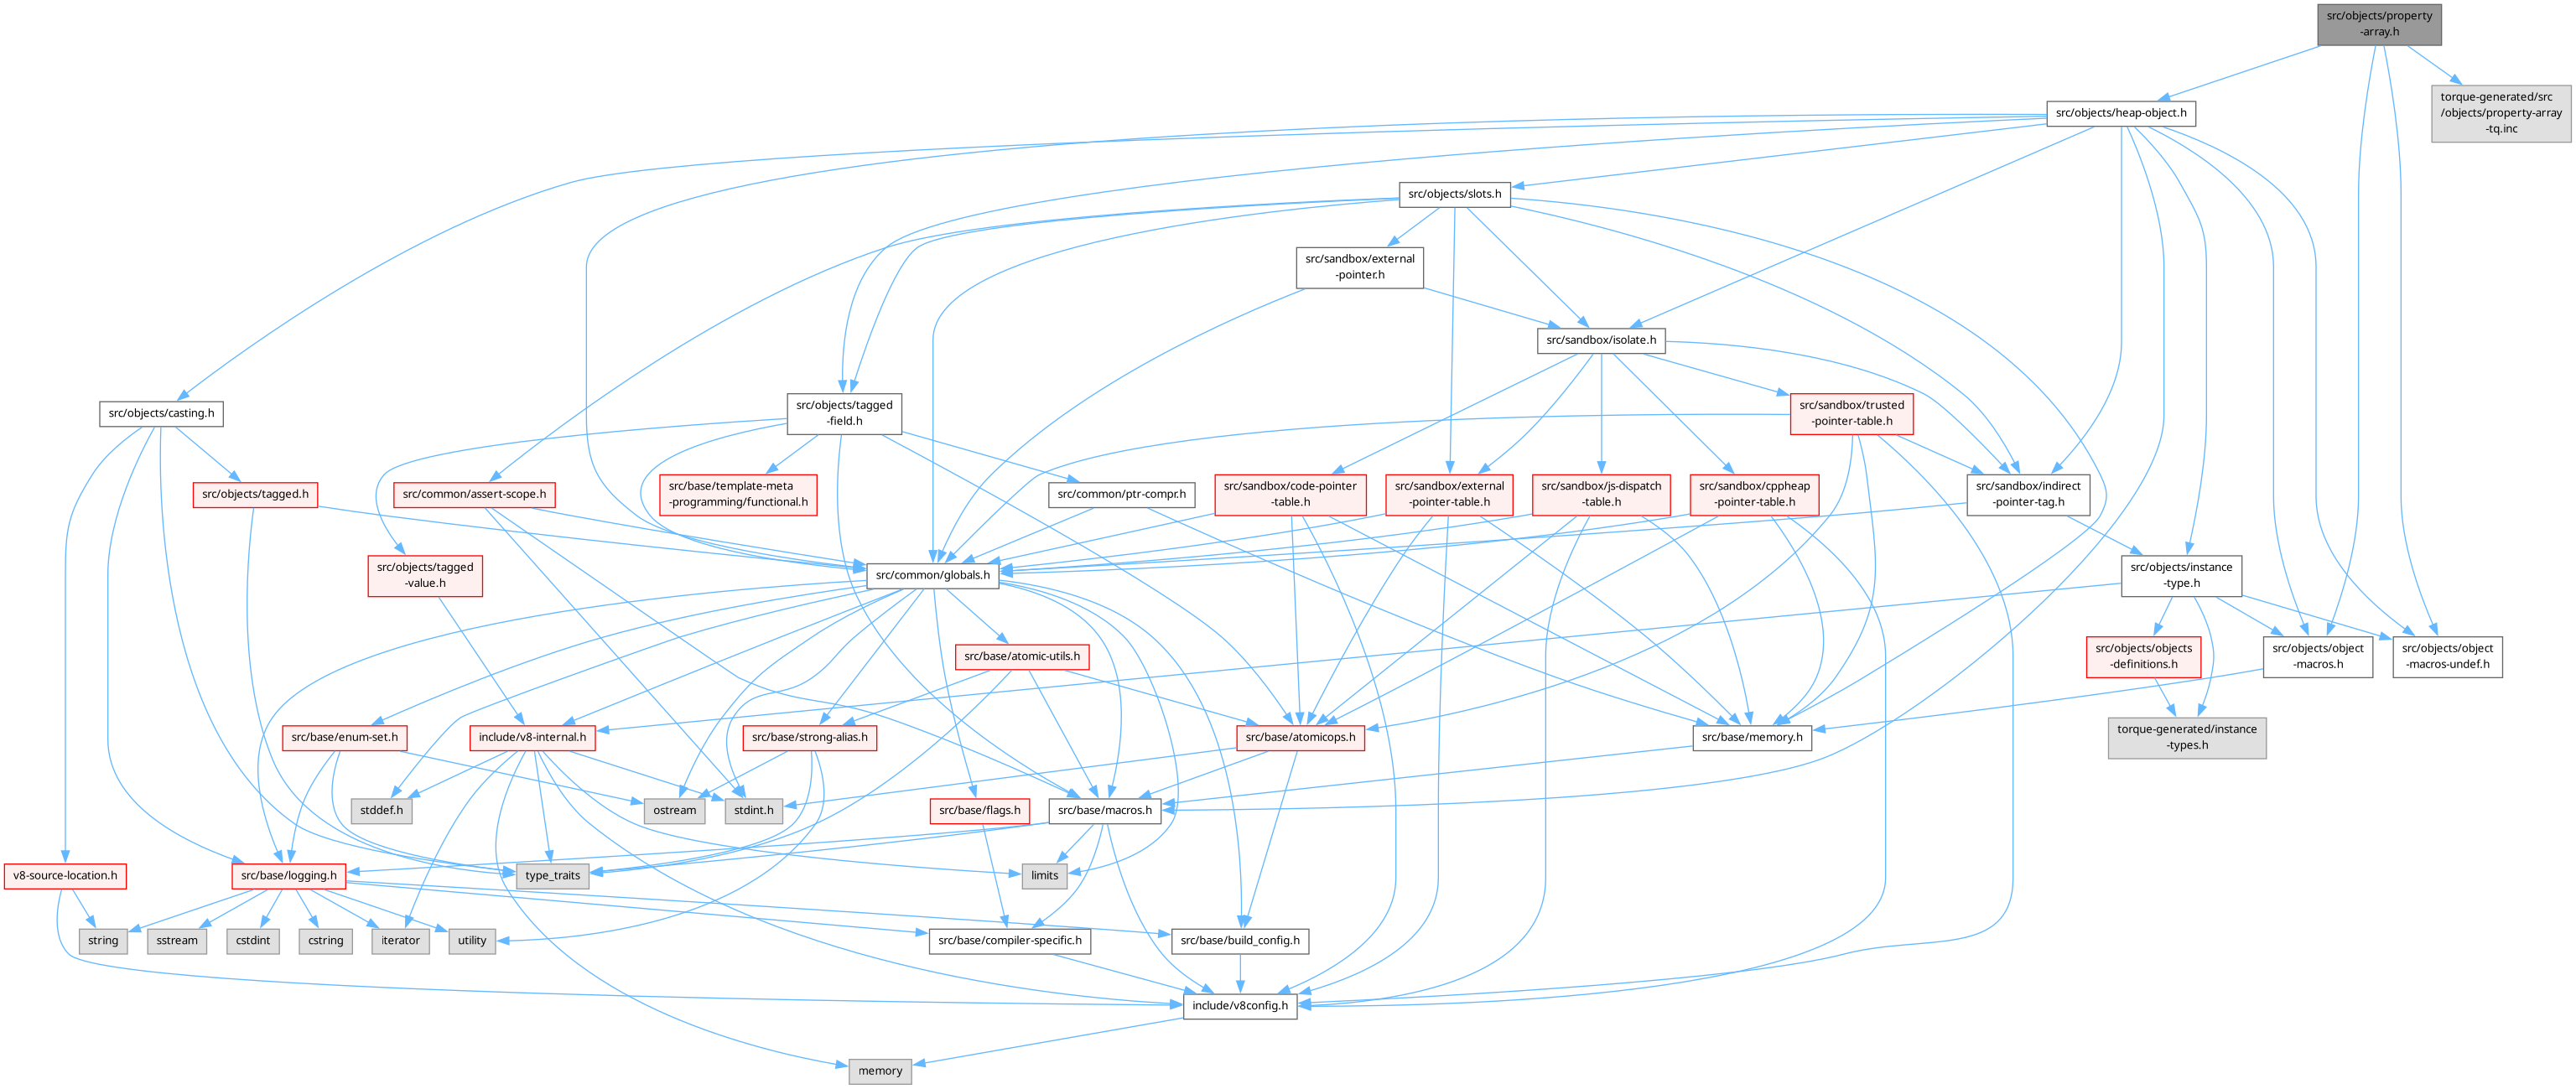 src/objects/property
-array.h
torque-generated/src
/objects/property-array
-tq.inc
src/objects/heap-object.h
src/objects/slots.h
src/sandbox/external
-pointer.h
src/sandbox/isolate.h
src/objects/casting.h
src/objects/tagged
-field.h
src/sandbox/trusted
-pointer-table.h
src/objects/tagged.h
src/common/assert-scope.h
src/base/template-meta
-programming/functional.h
src/common/ptr-compr.h
src/sandbox/code-pointer
-table.h
src/sandbox/external
-pointer-table.h
src/sandbox/js-dispatch
-table.h
src/sandbox/cppheap
-pointer-table.h
src/sandbox/indirect
-pointer-tag.h
src/objects/tagged
-value.h
src/common/globals.h
src/objects/instance
-type.h
src/base/atomic-utils.h
src/objects/objects
-definitions.h
src/objects/object
-macros.h
src/objects/object
-macros-undef.h
src/base/enum-set.h
include/v8-internal.h
src/base/strong-alias.h
src/base/atomicops.h
src/base/memory.h
torque-generated/instance
-types.h
stddef.h
ostream
stdint.h
src/base/flags.h
src/base/macros.h
v8-source-location.h
src/base/logging.h
type_traits
limits
string
sstream
cstdint
cstring
iterator
utility
src/base/compiler-specific.h
src/base/build_config.h
include/v8config.h
memory